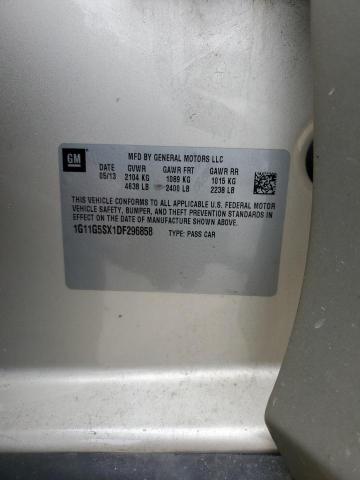 GM
MFD BY GENERAL MOTORS LLC
DATE GVWR GAWR FRT GAWR RR
05/13 2104 KG 1089 KG 1015 KG
4638 LB 2400 LB 2238 LB
THIS VEHICLE CONFORMS TO ALL APPLICABLE U.S. FEDERAL MOTOR
VEHICLE SAFETY, BUMPER, AND THEFT PREVENTION STANDARDS IN
EFFECT ON THE DATE OF MANUFACTURE SHOWN ABOVE.
1G11G5SX1DF296858 TYPE: PASS CAR